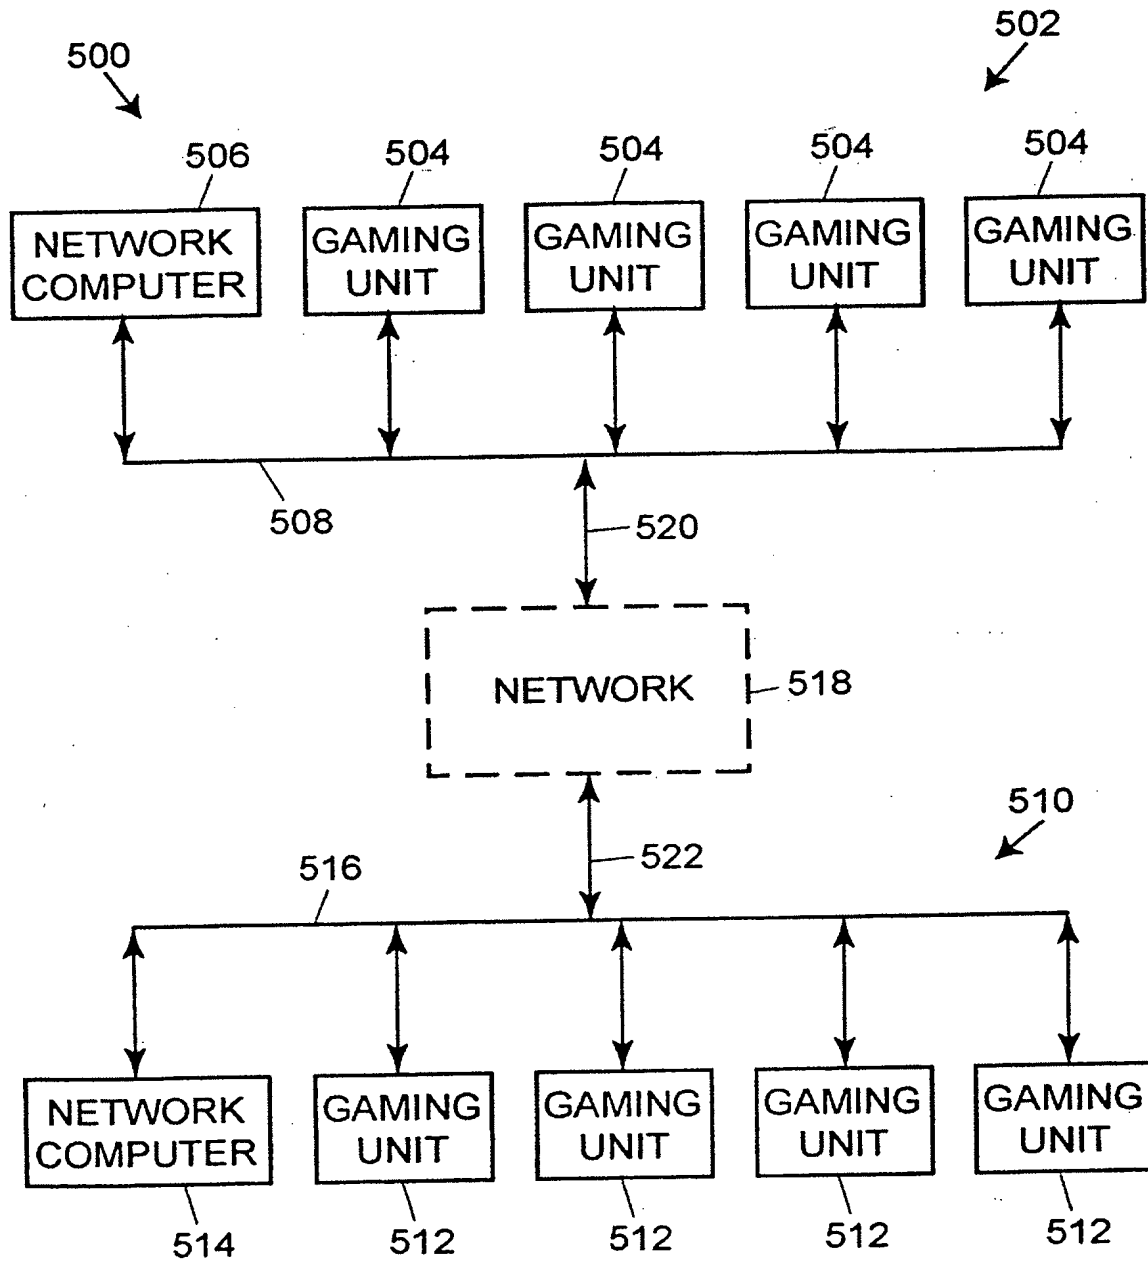 500
502
506
504
504
504
504
NETWORK
COMPUTER
GAMING
UNIT
GAMING
UNIT
GAMING
UNIT
GAMING
UNIT
508
520
NETWORK
518
510
522
516
NETWORK
COMPUTER
GAMING
UNIT
GAMING
UNIT
GAMING
UNIT
GAMING
UNIT
514
512
512
512
512